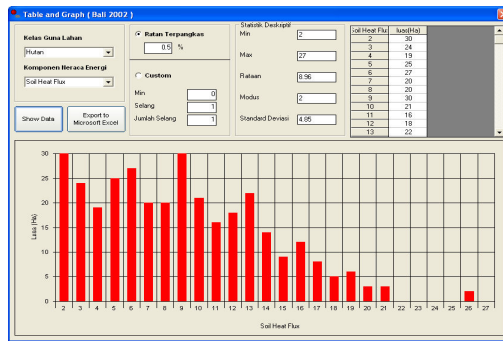 Table and Graph ( Ball 2002 )
Kelas Guna Lahan
Hutan
Komponen Neraca Energi
Soil Heat Flux
Show Data
Export to
Microsoft Excel
Ratan Terpangkas
0.5 %
Custom
Min 0
Selang 1
Jumlah Selang 1
Statistik Deskriptif
Min 2
Max 27
Rataan 8.96
Modus 2
Standard Deviasi 4.85
Soil Heat Flux luas(Ha)
2 30
3 24
4 19
5 25
6 27
7 20
8 20
9 30
10 21
11 16
12 18
13 22
Luas (Ha)
30
25
20
15
10
5
0
2 3 4 5 6 7 8 9 10 11 12 13 14 15 16 17 18 19 20 21 22 23 24 25 26 27
Soil Heat Flux